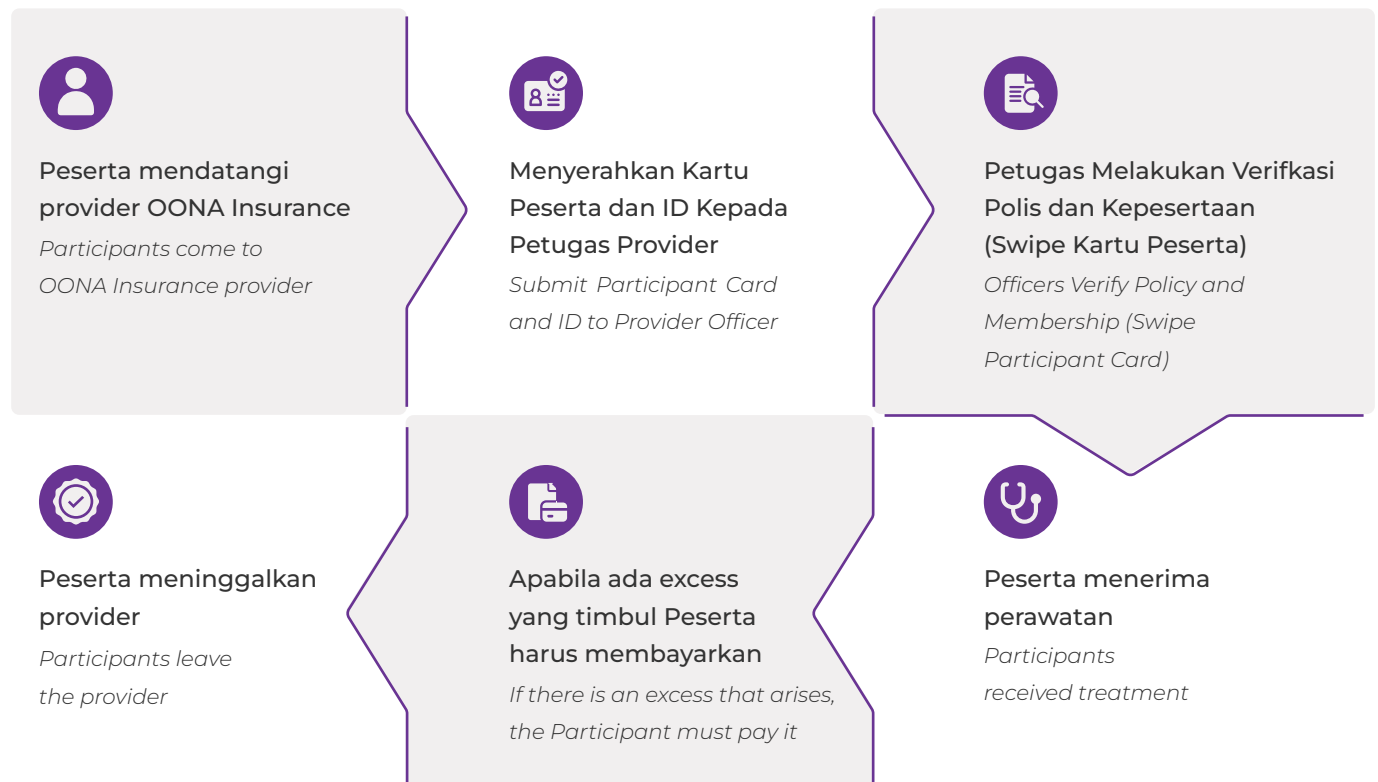 Peserta mendatangi
provider OONA Insurance
Participants come to
OONA Insurance provider
Menyerahkan Kartu
Peserta dan ID Kepada
Petugas Provider
Submit Participant Card
and ID to Provider Officer
Petugas Melakukan Verifkasi
Polis dan Kepesertaan
(Swipe Kartu Peserta)
Officers Verify Policy and
Membership (Swipe
Participant Card)
Peserta menerima
perawatan
Participants
received treatment
Apabila ada excess
yang timbul Peserta
harus membayarkan
If there is an excess that arises,
the Participant must pay it
Peserta meninggalkan
provider
Participants leave
the provider